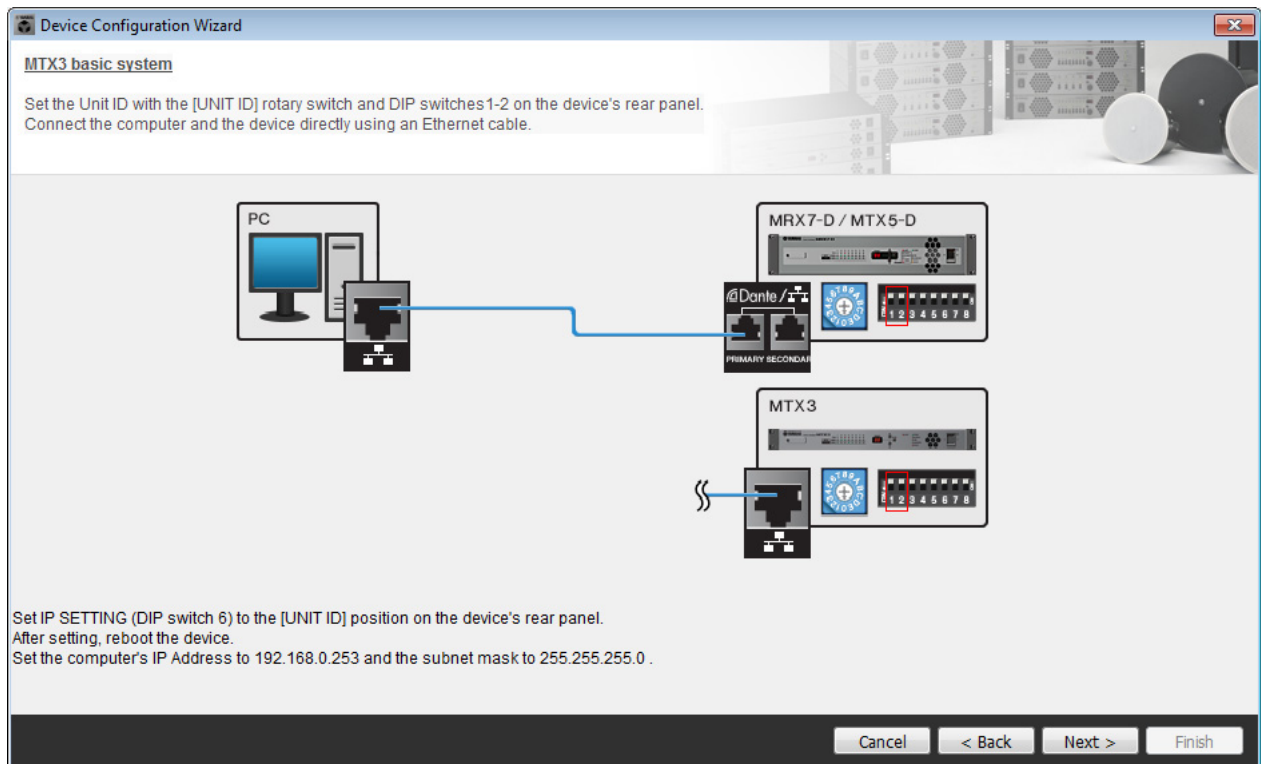 Device Configuration Wizard
MTX3 basic system
Set the Unit ID with the [UNIT ID] rotary switch and DIP switches1-2 on the device's rear panel.
Connect the computer and the device directly using an Ethernet cable.
PC
MRX7-D / MTX5-D
Dante /
1 2 3 4 5 6 7 8
PRIMARY SECONDAR
MTX3
1 2 3 4 5 6 7 8
Set IP SETTING (DIP switch 6) to the [UNIT ID] position on the device's rear panel.
After setting, reboot the device.
Set the computer's IP Address to 192.168.0.253 and the subnet mask to 255.255.255.0 .
Cancel
< Back
Next >
Finish